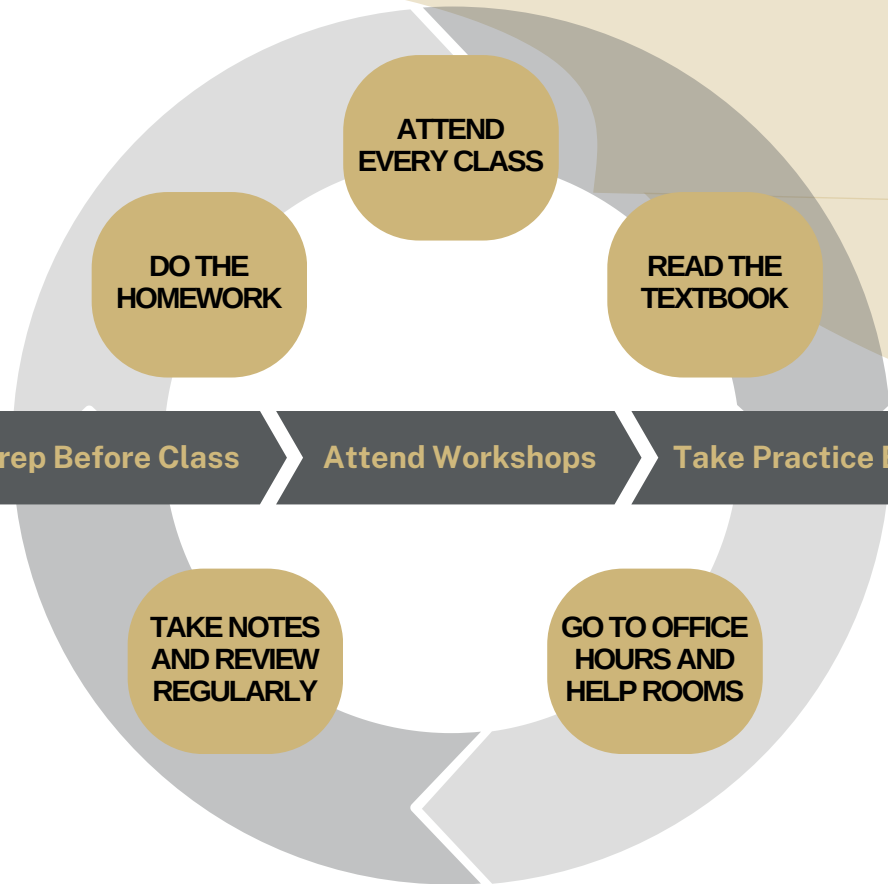 ATTEND
EVERY CLASS
DO THE
HOMEWORK
READ THE
TEXTBOOK
Before Class
Attend Workshops
Take Practice
TAKE NOTES
AND REVIEW
REGULARLY
GO TO OFFICE
HOURS AND
HELP ROOMS